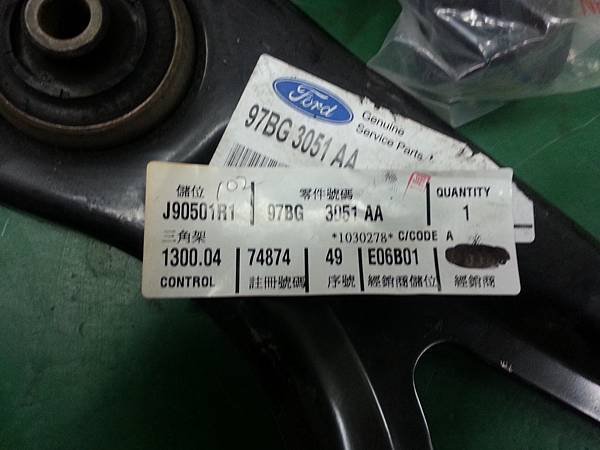 Ford
97BG 3051 AA
Genuine
Service Parts
儲位 102 零件號碼 QUANTITY
J90501R1 97BG 3051 AA 1
三角架 *1030278* C/CODE A
1300.04 74874 49 E06B01
CONTROL 註冊號碼 序號 經銷商儲位 經銷商